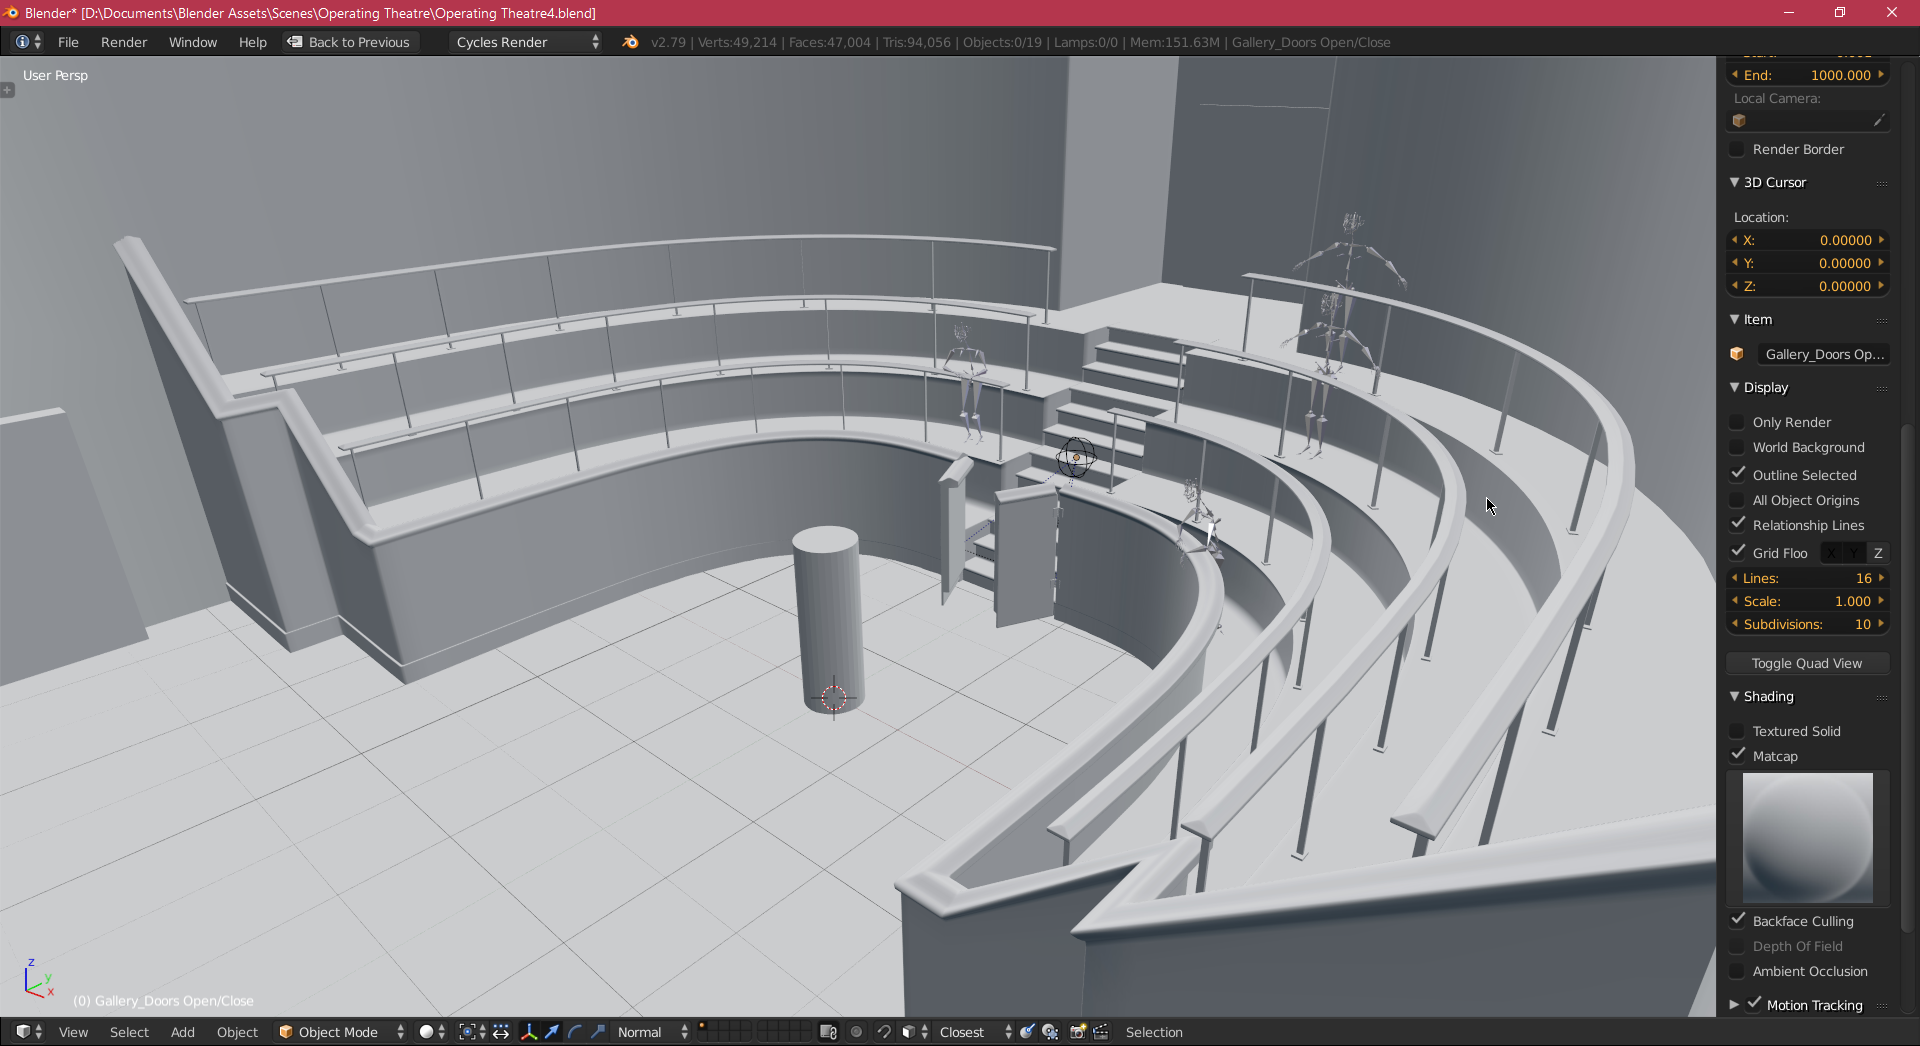 Blender* [D:\Documents\Blender Assets\Scenes\Operating Theatre\Operating Theatre4.blend]
File Render Window Help Back to Previous Cycles Render v2.79 | Verts:49,214 | Faces:47,004 | Tris:94,056 | Objects:0/19 | Lamps:0/0 | Mem:151.63M | Gallery_Doors Open/Close
User Persp
End: 1000.000
Local Camera:
Render Border
3D Cursor
Location:
X: 0.00000
Y: 0.00000
Z: 0.00000
Item
Gallery_Doors Op...
Display
Only Render
World Background
Outline Selected
All Object Origins
Relationship Lines
Grid Floo X Y Z
Lines: 16
Scale: 1.000
Subdivisions: 10
Toggle Quad View
Shading
Textured Solid
Matcap
Backface Culling
Depth Of Field
Ambient Occlusion
Motion Tracking
z
y
x
(0) Gallery_Doors Open/Close
View Select Add Object Object Mode Normal Closest Selection